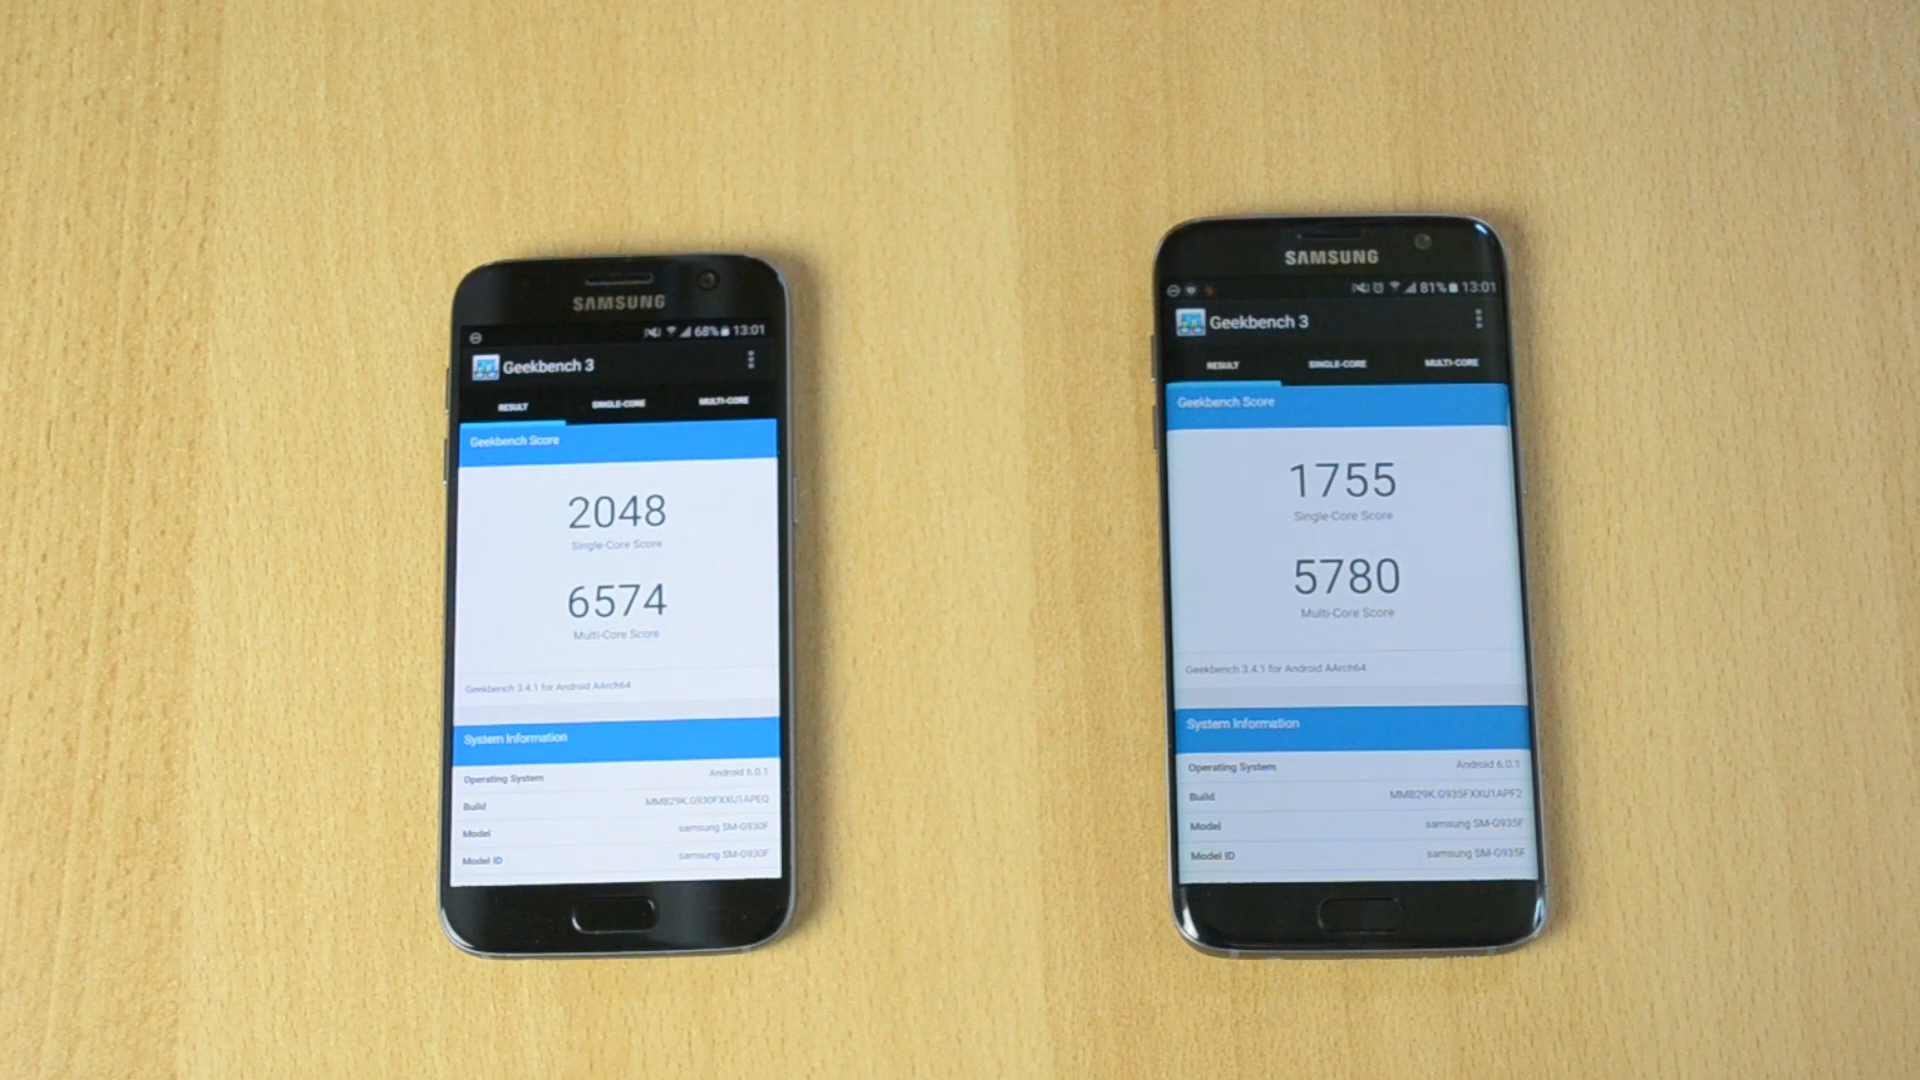 SAMSUNG
68% 13:01
Geekbench 3
RESULT SINGLE-CORE MULTI-CORE
Geekbench Score
2048
Single-Core Score
6574
Multi-Core Score
Geekbench 3.4.1 for Android AArch64
System Information
Operating System Android 6.0.1
Build MMB29K.G930FXXU1APEQ
Model samsung SM-G930F
Model ID samsung SM-G930F
SAMSUNG
81% 13:01
Geekbench 3
RESULT SINGLE-CORE MULTI-CORE
Geekbench Score
1755
Single-Core Score
5780
Multi-Core Score
Geekbench 3.4.1 for Android AArch64
System Information
Operating System Android 6.0.1
Build MMB29K.G935FXXU1APF2
Model samsung SM-G935F
Model ID samsung SM-G935F